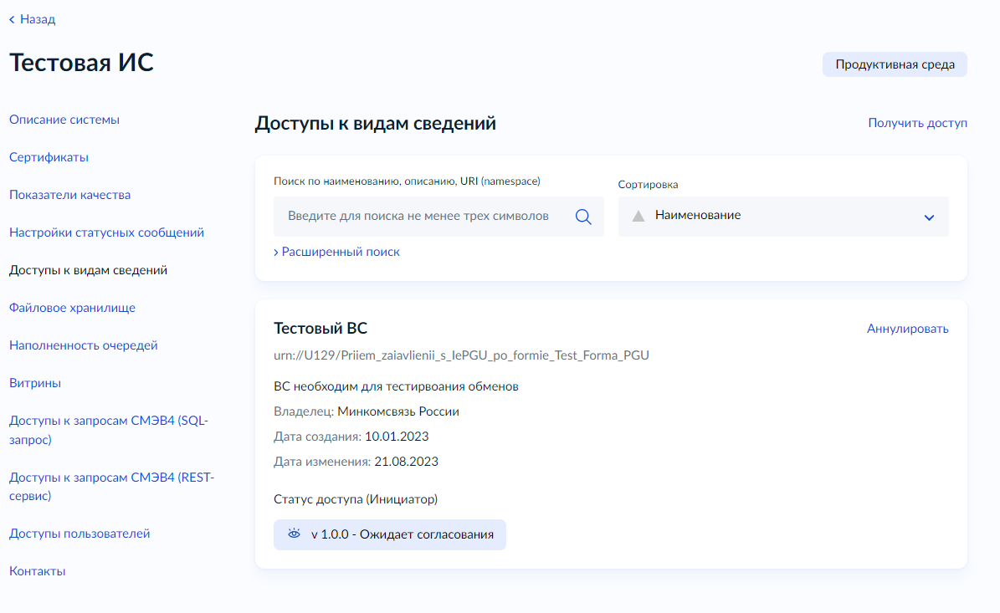 Назад
Тестовая ИС
Продуктивная среда
Описание системы
Сертификаты
Показатели качества
Настройки статусных сообщений
Доступы к видам сведений
Файловое хранилище
Наполненность очередей
Витрины
Доступы к запросам СМЭВ4 (SQL-
запрос)
Доступы к запросам СМЭВ4 (REST-
сервис)
Доступы пользователей
Контакты
Доступы к видам сведений
Получить доступ
Поиск по наименованию, описанию, URI (namespace)
Сортировка
Введите для поиска не менее трех символов
Наименование
Расширенный поиск
Тестовый ВС
Аннулировать
urn://U129/Priiem_zaiavlienii_s_IePGU_po_formie_Test_Forma_PGU
ВС необходим для тестирвоания обменов
Владелец: Минкомсвязь России
Дата создания: 10.01.2023
Дата изменения: 21.08.2023
Статус доступа (Инициатор)
v 1.0.0 - Ожидает согласования